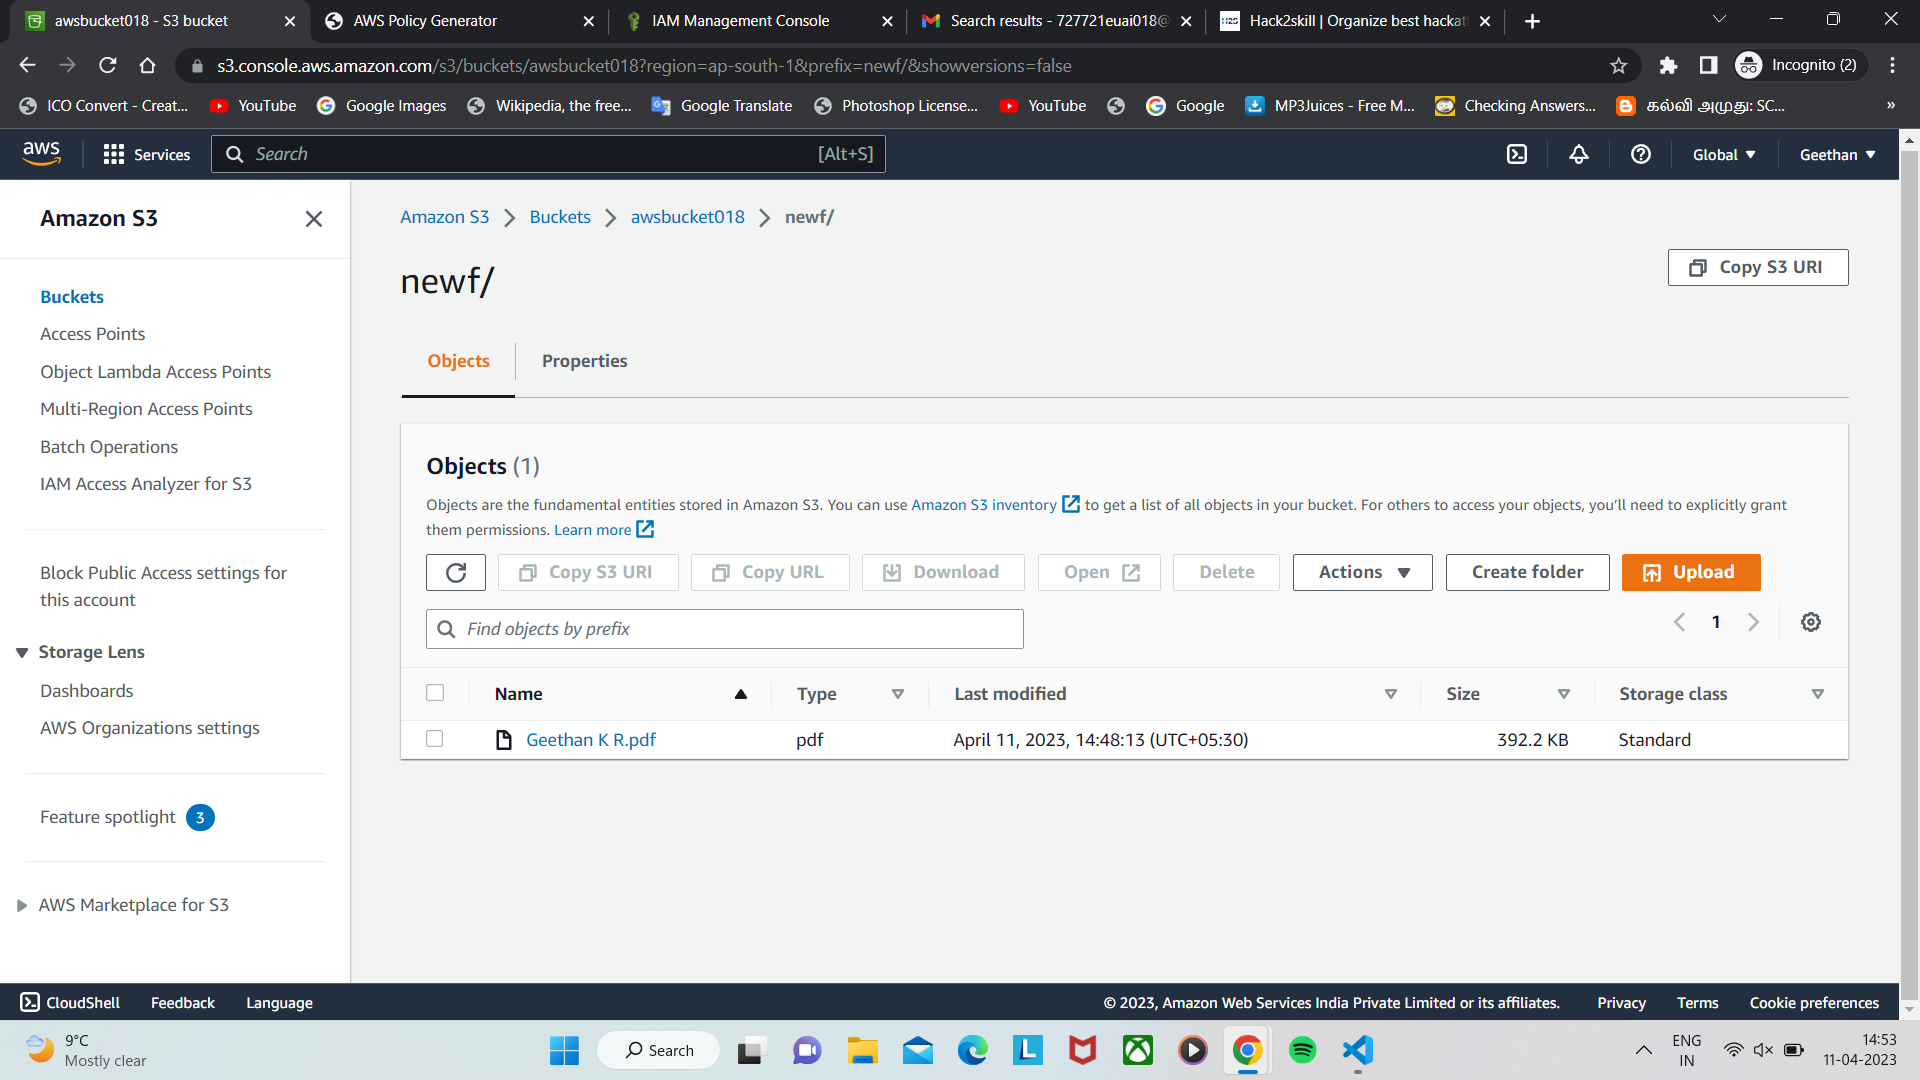 awsbucket018 - S3 bucket
AWS Policy Generator
IAM Management Console
Search results - 727721euai018@
H2S Hack2skill | Organize best hackat
s3.console.aws.amazon.com/s3/buckets/awsbucket018?region=ap-south-1&prefix=newf/&showversions=false
Incognito (2)
ICO Convert - Creat...
YouTube
Google Images
Wikipedia, the free...
Google Translate
Photoshop License...
YouTube
Google
MP3Juices - Free M...
Checking Answers...
கல்வி அமுது: SC...
»
aws
Services
Search
[Alt+S]
Global
Geethan
Amazon S3
Buckets
Access Points
Object Lambda Access Points
Multi-Region Access Points
Batch Operations
IAM Access Analyzer for S3
Block Public Access settings for
this account
Storage Lens
Dashboards
AWS Organizations settings
Feature spotlight 3
AWS Marketplace for S3
Amazon S3 > Buckets > awsbucket018 > newf/
newf/
Copy S3 URI
Objects
Properties
Objects (1)
Objects are the fundamental entities stored in Amazon S3. You can use Amazon S3 inventory to get a list of all objects in your bucket. For others to access your objects, you'll need to explicitly grant
them permissions. Learn more
Copy S3 URI
Copy URL
Download
Open
Delete
Actions
Create folder
Upload
Find objects by prefix
1
Name
Type
Last modified
Size
Storage class
Geethan K R.pdf
pdf
April 11, 2023, 14:48:13 (UTC+05:30)
392.2 KB
Standard
CloudShell
Feedback
Language
© 2023, Amazon Web Services India Private Limited or its affiliates.
Privacy
Terms
Cookie preferences
9°C
Mostly clear
Search
L
ENG
IN
14:53
11-04-2023